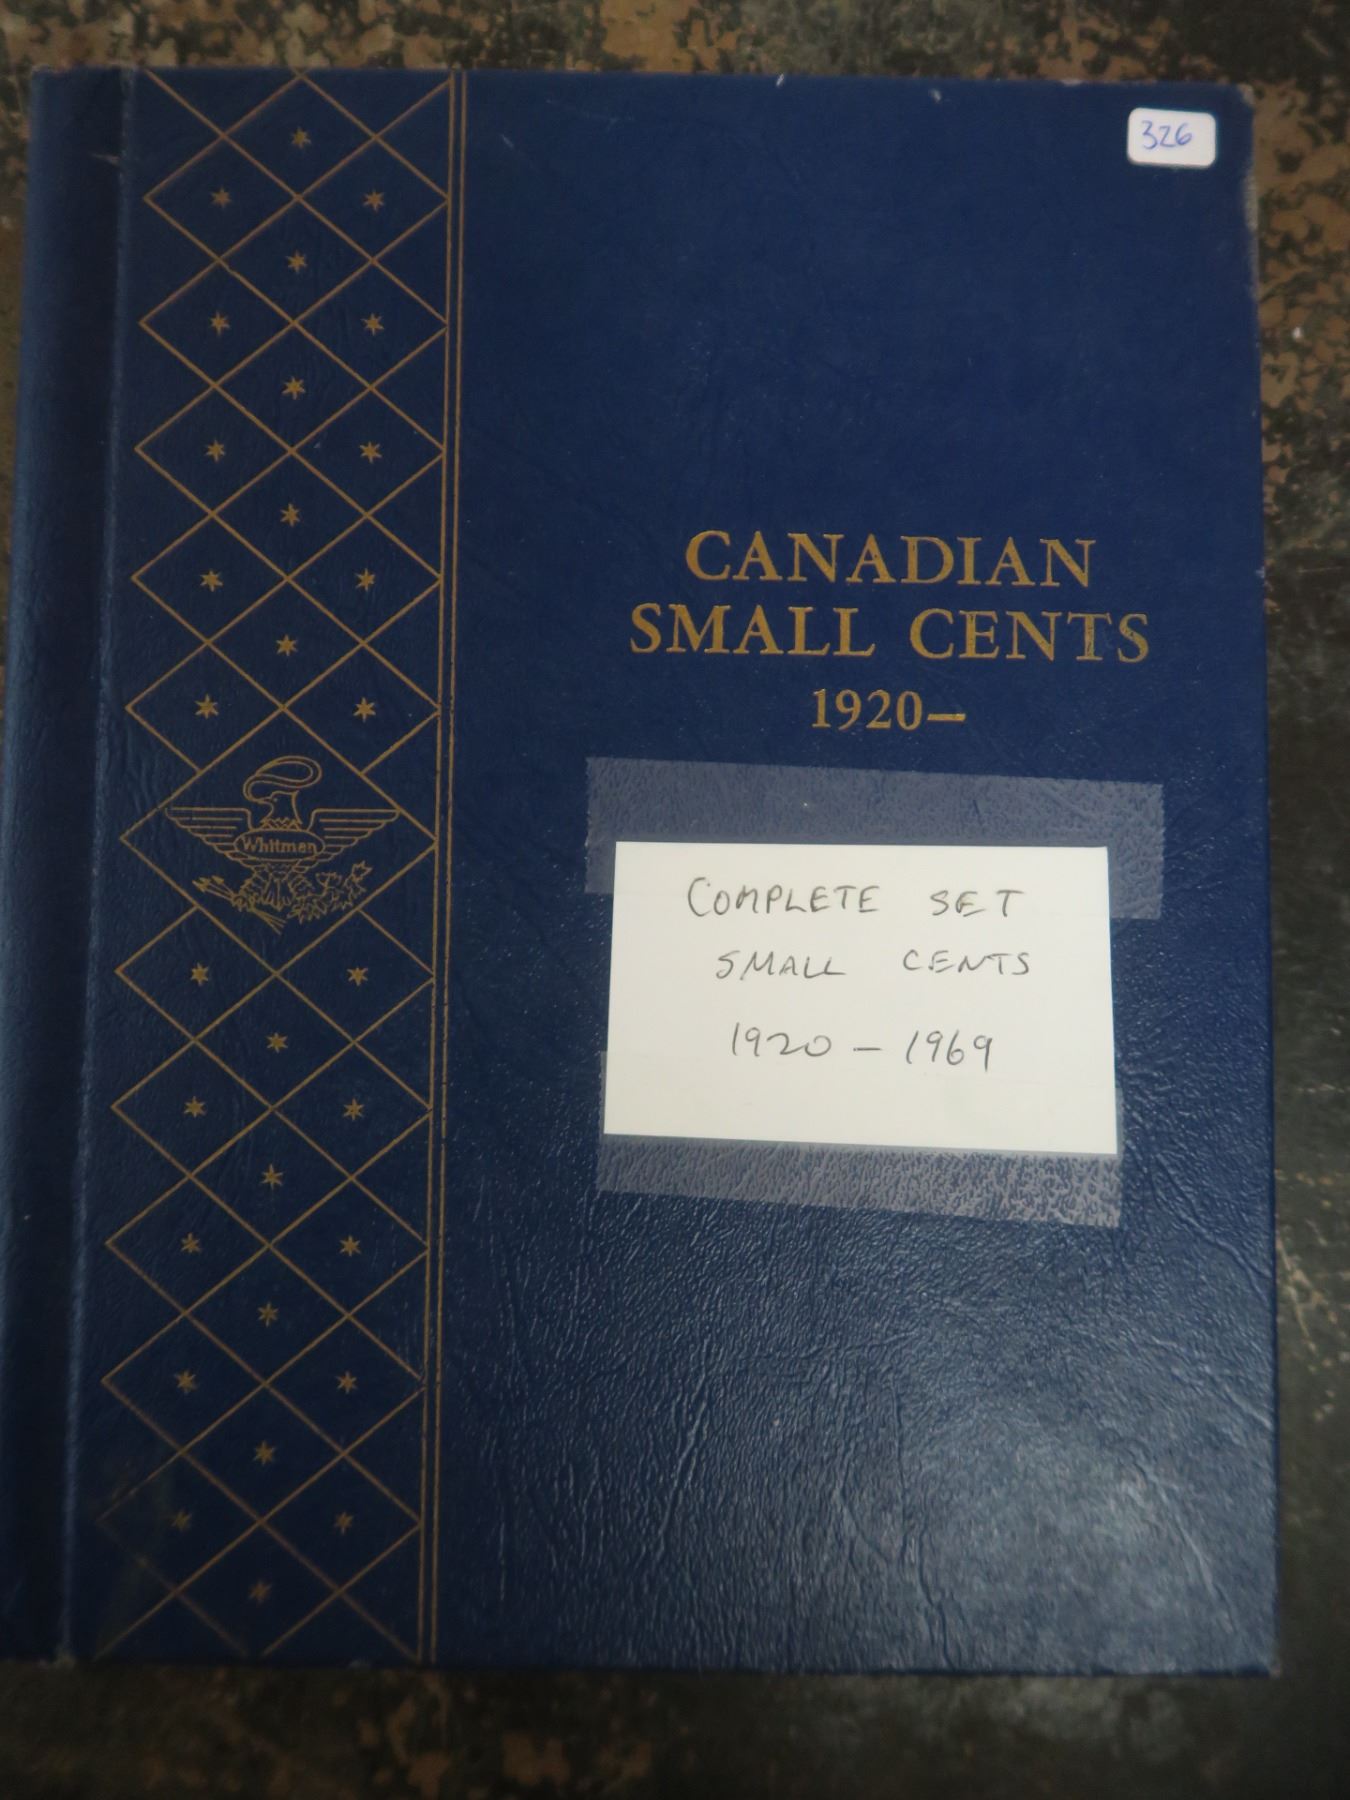 326
CANADIAN
SMALL CENTS
1920—
Whitman
COMPLETE SET
SMALL CENTS
1920 - 1969